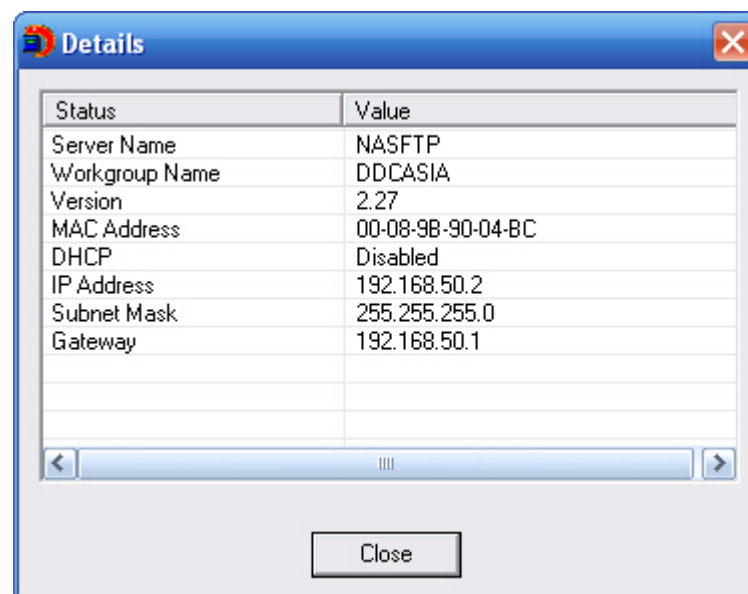 Details
Status Value
Server Name NASFTP
Workgroup Name DDCASIA
Version 2.27
MAC Address 00-08-9B-90-04-BC
DHCP Disabled
IP Address 192.168.50.2
Subnet Mask 255.255.255.0
Gateway 192.168.50.1
Close